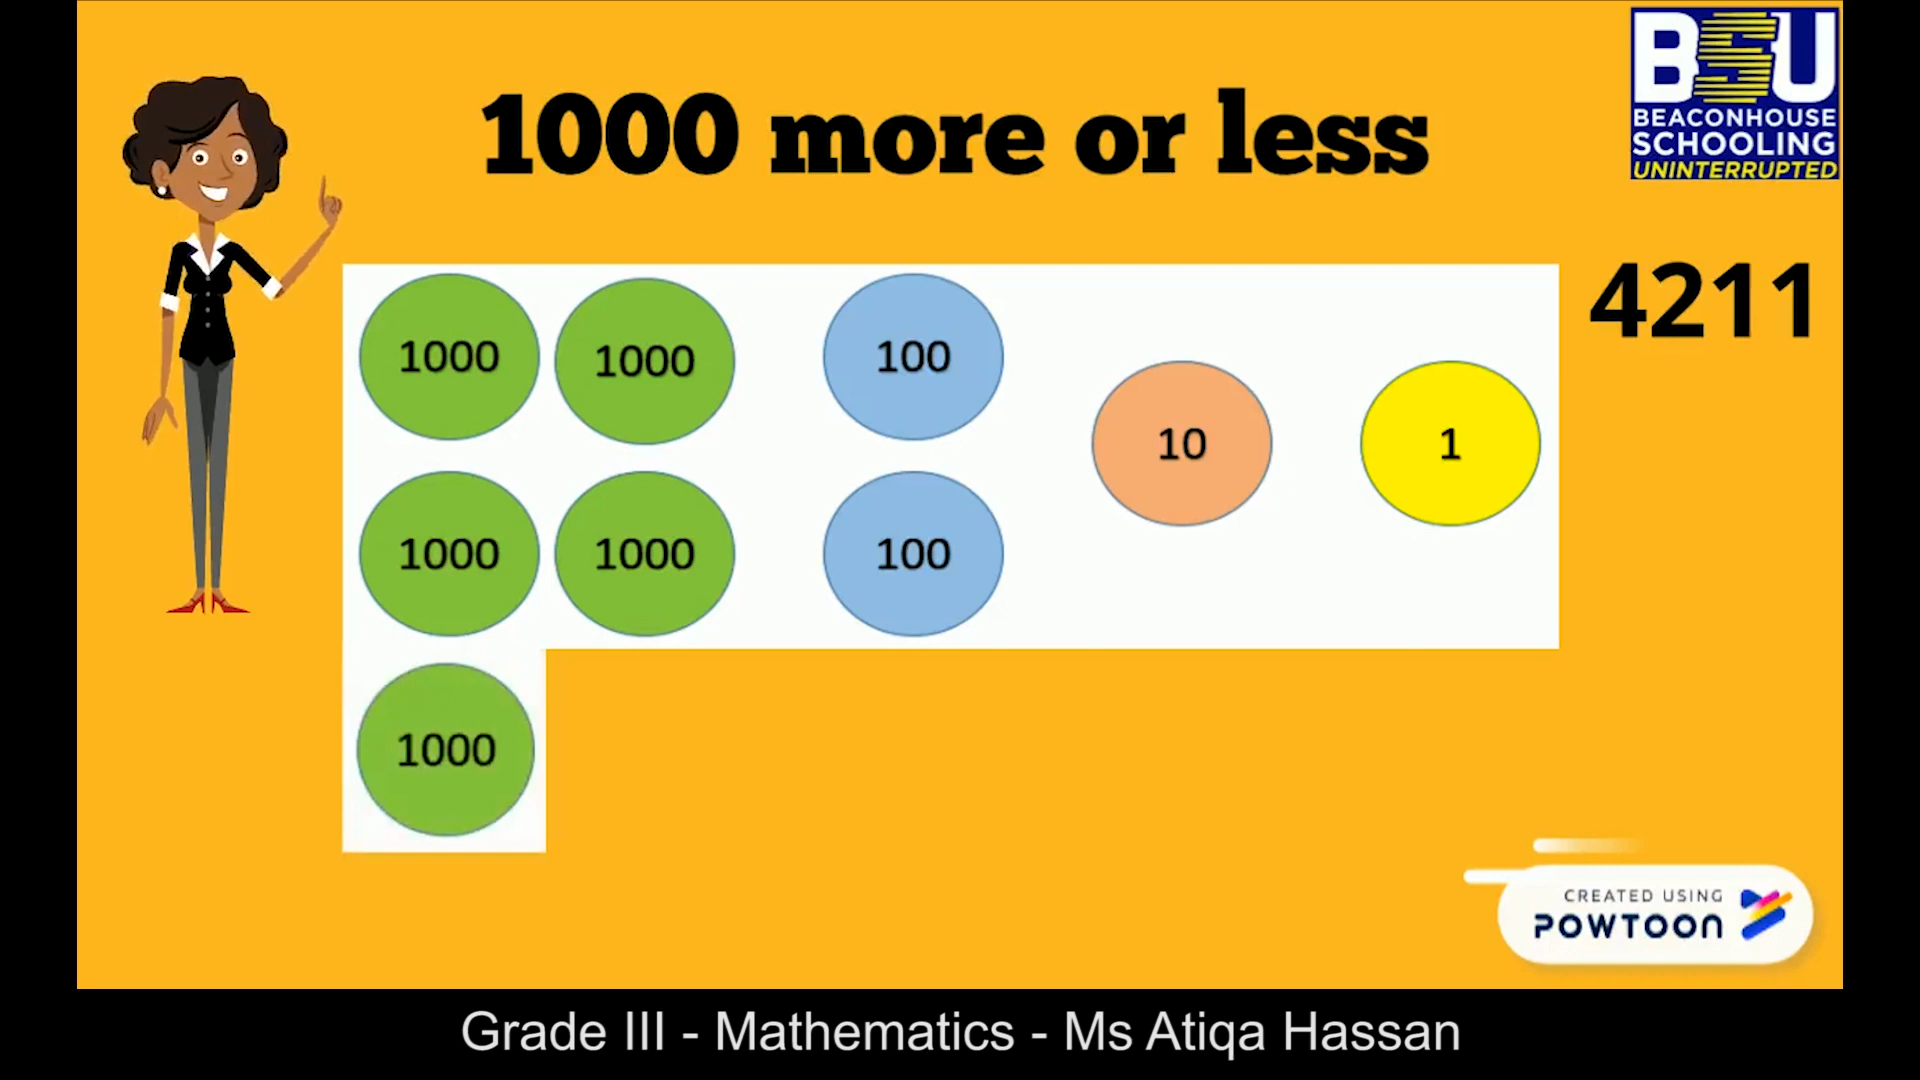 1000 more or less
BSU
BEACONHOUSE
SCHOOLING
UNINTERRUPTED
4211
1000 1000 100
10 1
1000 1000 100
1000
CREATED USING
POWTOON
Grade III - Mathematics - Ms Atiqa Hassan